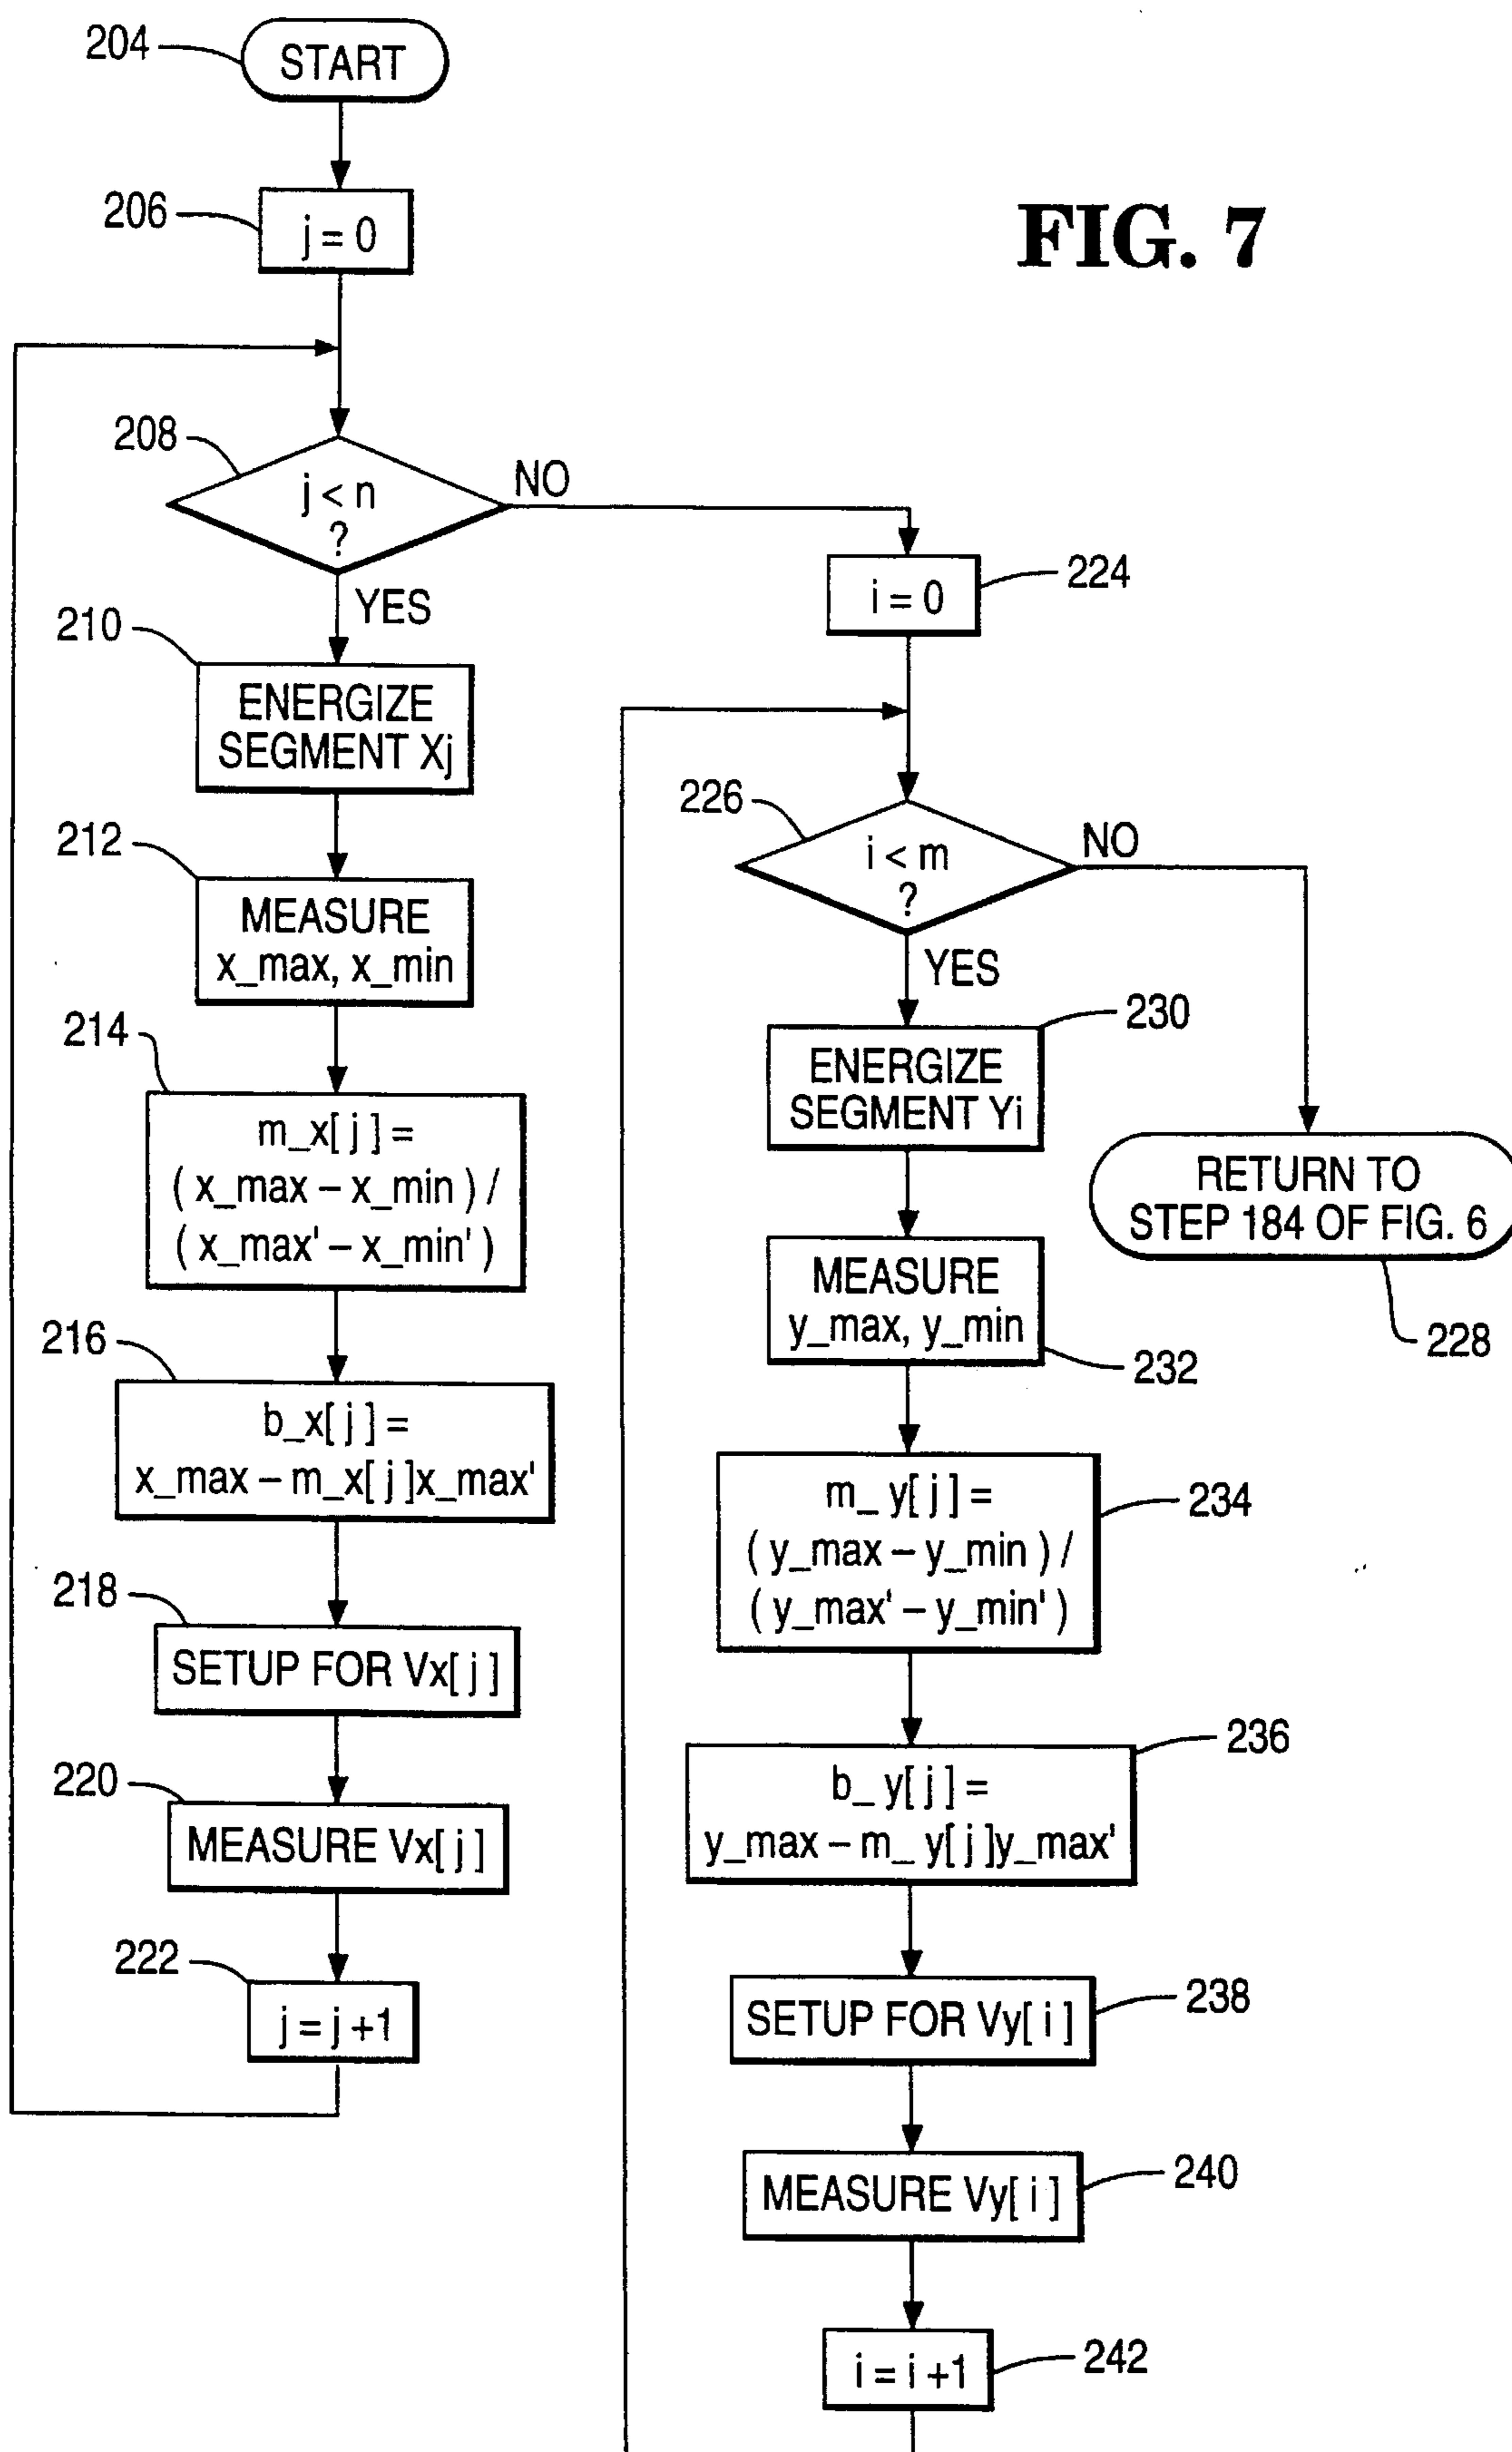 FIG. 7
204
START
206
j = 0
208
j < n
?
NO
YES
210
ENERGIZE
SEGMENT Xj
212
MEASURE
x_max, x_min
214
m_x[ j ] =
( x_max – x_min ) /
( x_max' – x_min' )
216
b_x[ j ] =
x_max – m_x[ j ]x_max'
218
SETUP FOR Vx[ j ]
220
MEASURE Vx[ j ]
222
j = j +1
224
i = 0
226
i < m
?
NO
YES
230
ENERGIZE
SEGMENT Yi
RETURN TO
STEP 184 OF FIG. 6
228
MEASURE
y_max, y_min
232
m_ y[ j ] =
( y_max – y_min ) /
( y_max' – y_min' )
234
236
b_ y[ j ] =
y_max – m_ y[ j ]y_max'
SETUP FOR Vy[ i ]
238
MEASURE Vy[ i ]
240
i = i +1
242